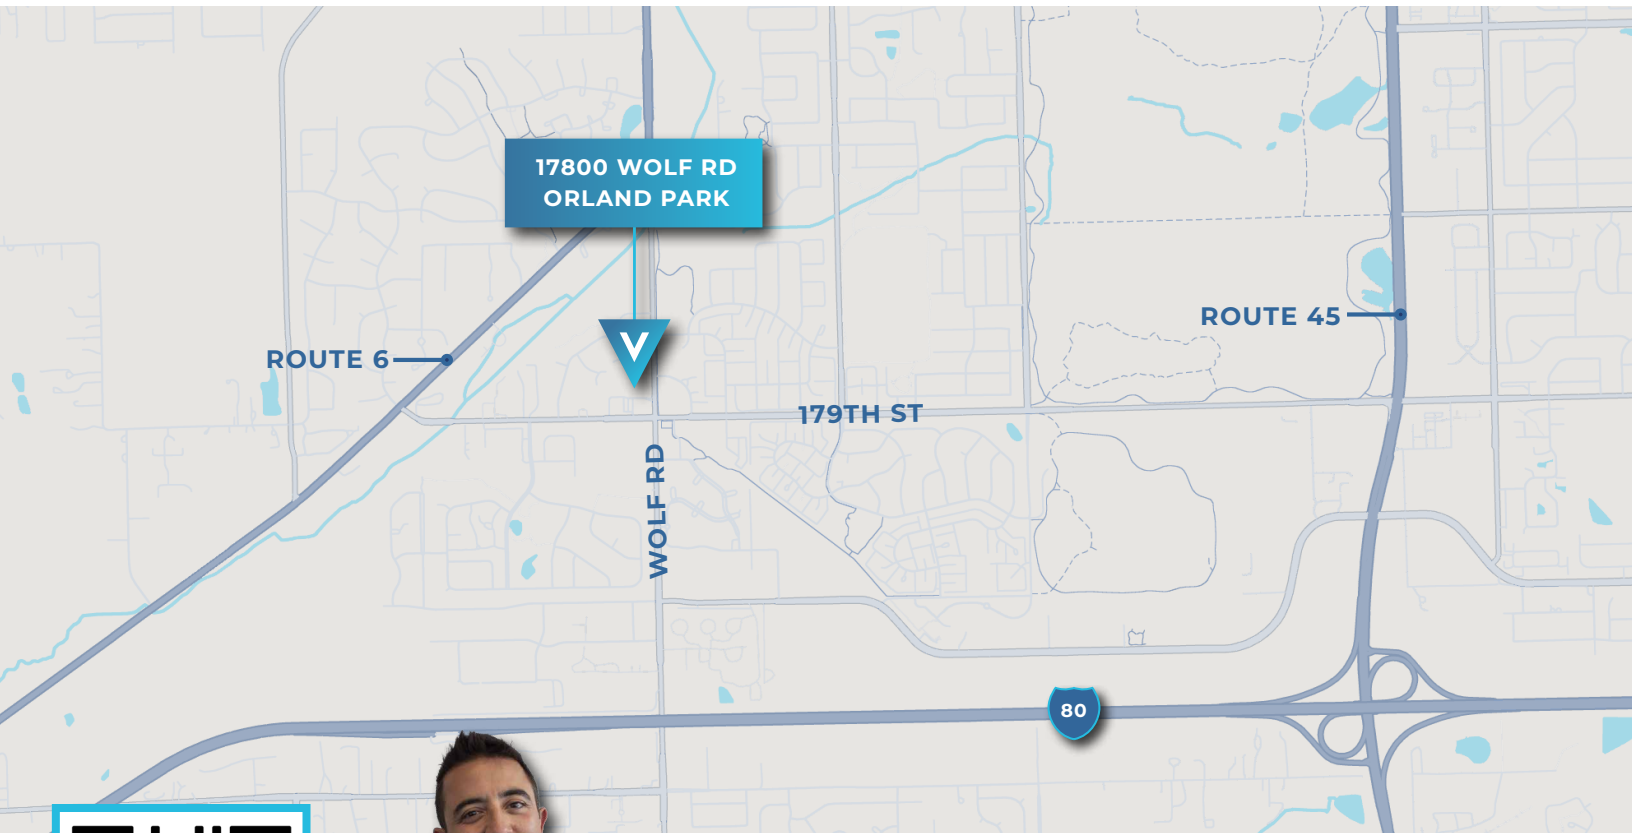 17800 WOLF RD
ORLAND PARK
V
ROUTE 45
ROUTE 6
179TH ST
WOLF RD
80